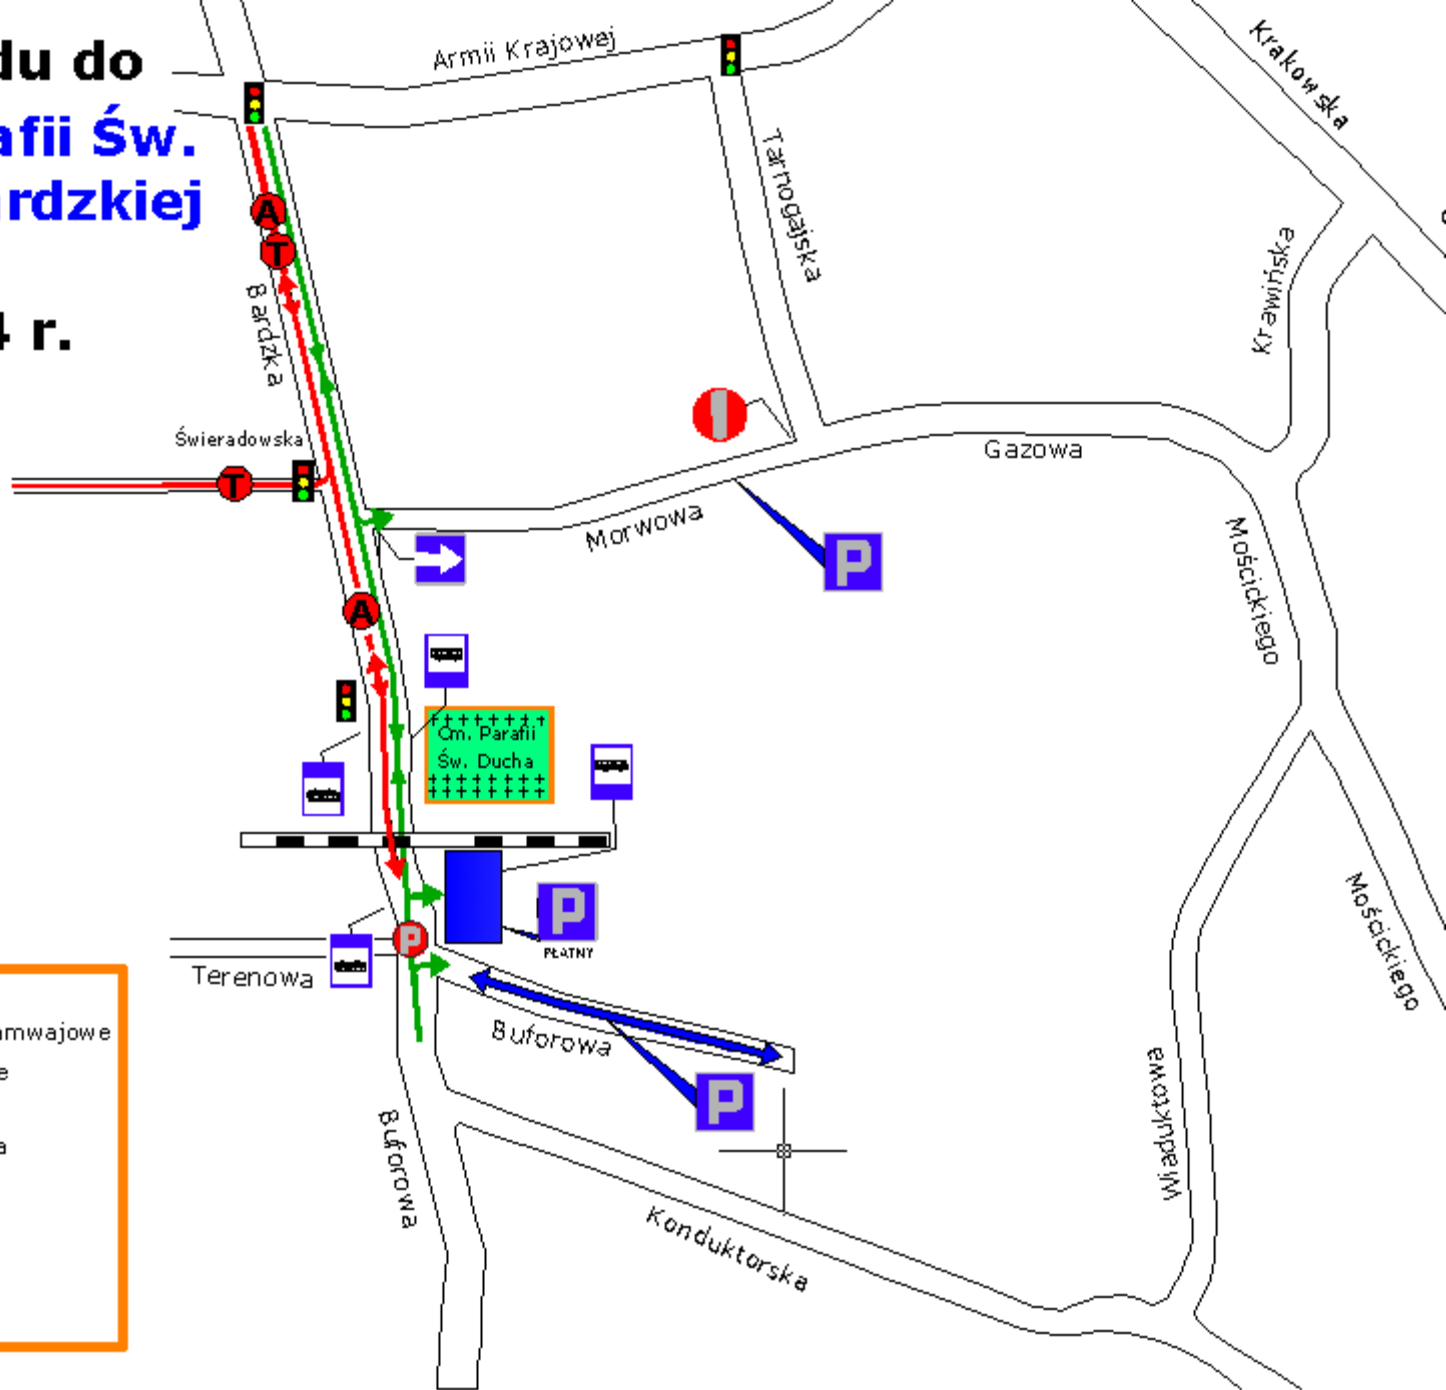 du do
afii Św.
ardzkiej
4 r.
Armii Krajowej
Krakowska
Tarnogajska
Krawińska
A
T
Bardzka
Świeradowska
T
Gazowa
Morwowa
P
Mościckiego
A
Cm. Parafii
Św. Ducha
P
PŁATNY
P
Terenowa
Mościckiego
Buforowa
amwajowe
e
P
Wiaduktowa
a
Buforowa
Konduktorska